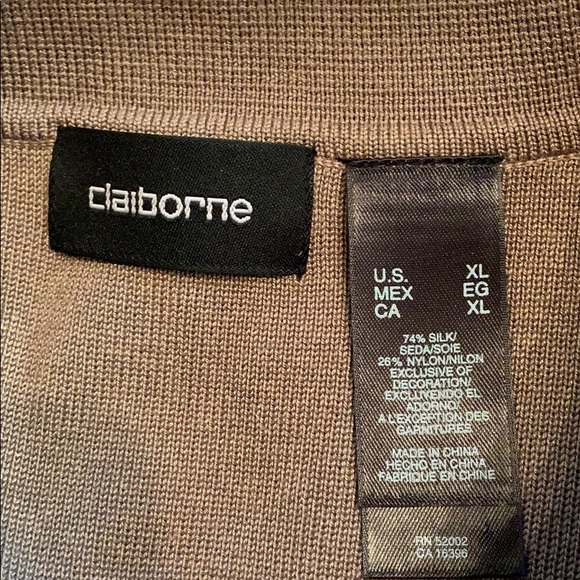 claiborne
U.S. XL
MEX EG
CA XL
74% SILK/
SEDA/SOIE
26% NYLON/NILON
EXCLUSIVE OF
DECORATION/
EXCLUYENDO EL
ADORNO
A L'EXCEPTION DES
GARNITURES
MADE IN CHINA
HECHO EN CHINA
FABRIQUE EN CHINE
RN 52002
CA 16396